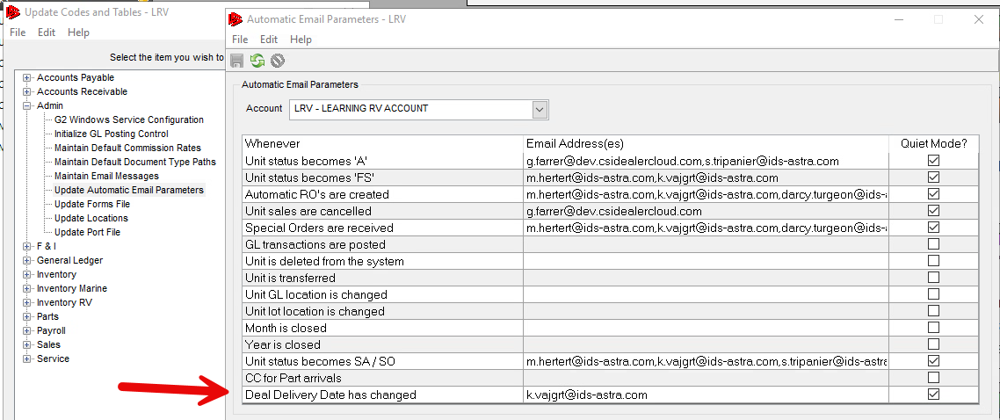 Update Codes and Tables - LRV
File Edit Help
Select the item you wish to
Accounts Payable
Accounts Receivable
Admin
G2 Windows Service Configuration
Initialize GL Posting Control
Maintain Default Commission Rates
Maintain Default Document Type Paths
Maintain Email Messages
Update Automatic Email Parameters
Update Forms File
Update Locations
Update Port File
F & I
General Ledger
Inventory
Inventory Marine
Inventory RV
Parts
Payroll
Sales
Service
Automatic Email Parameters - LRV
File Edit Help
Automatic Email Parameters
Account LRV - LEARNING RV ACCOUNT
Whenever Email Address(es) Quiet Mode?
Unit status becomes 'A' g.farrer@dev.csidealercloud.com,s.tripanier@ids-astra.com
Unit status becomes 'FS' m.hertert@ids-astra.com,k.vajgrt@ids-astra.com
Automatic RO's are created m.hertert@ids-astra.com,k.vajgrt@ids-astra.com,darcy.turgeon@ids-
Unit sales are cancelled g.farrer@dev.csidealercloud.com
Special Orders are received m.hertert@ids-astra.com,k.vajgrt@ids-astra.com,darcy.turgeon@ids-
GL transactions are posted
Unit is deleted from the system
Unit is transferred
Unit GL location is changed
Unit lot location is changed
Month is closed
Year is closed
Unit status becomes SA / SO m.hertert@ids-astra.com,k.vajgrt@ids-astra.com,s.tripanier@ids-astra
CC for Part arrivals
Deal Delivery Date has changed k.vajgrt@ids-astra.com